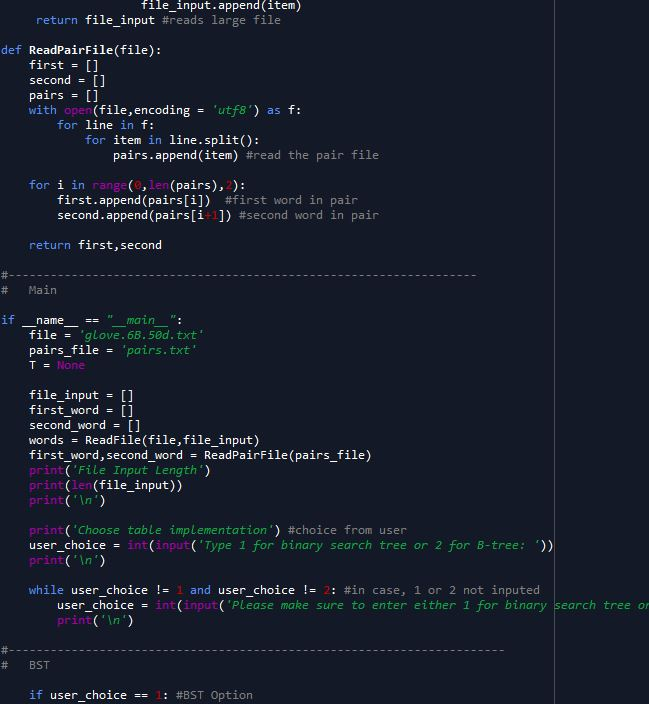 file_input.append(item)
return file_input #reads large file
def ReadPairFile(file):
first = []
second = []
pairs = []
with open(file,encoding = 'utf8') as f:
for line in f:
for item in line.split():
pairs.append(item) #read the pair file
for i in range(0,len(pairs),2):
first.append(pairs[i])  #first word in pair
second.append(pairs[i+1]) #second word in pair
return first,second
#-------------------------------------------------------------------
#   Main
if __name__ == "__main__":
file = 'glove.6B.50d.txt'
pairs_file = 'pairs.txt'
T = None
file_input = []
first_word = []
second_word = []
words = ReadFile(file,file_input)
first_word,second_word = ReadPairFile(pairs_file)
print('File Input Length')
print(len(file_input))
print('\n')
print('Choose table implementation') #choice from user
user_choice = int(input('Type 1 for binary search tree or 2 for B-tree: '))
print('\n')
while user_choice != 1 and user_choice != 2: #in case, 1 or 2 not inputed
user_choice = int(input('Please make sure to enter either 1 for binary search tree or
print('\n')
#-----------------------------------------------------------------------
#   BST
if user_choice == 1: #BST Option